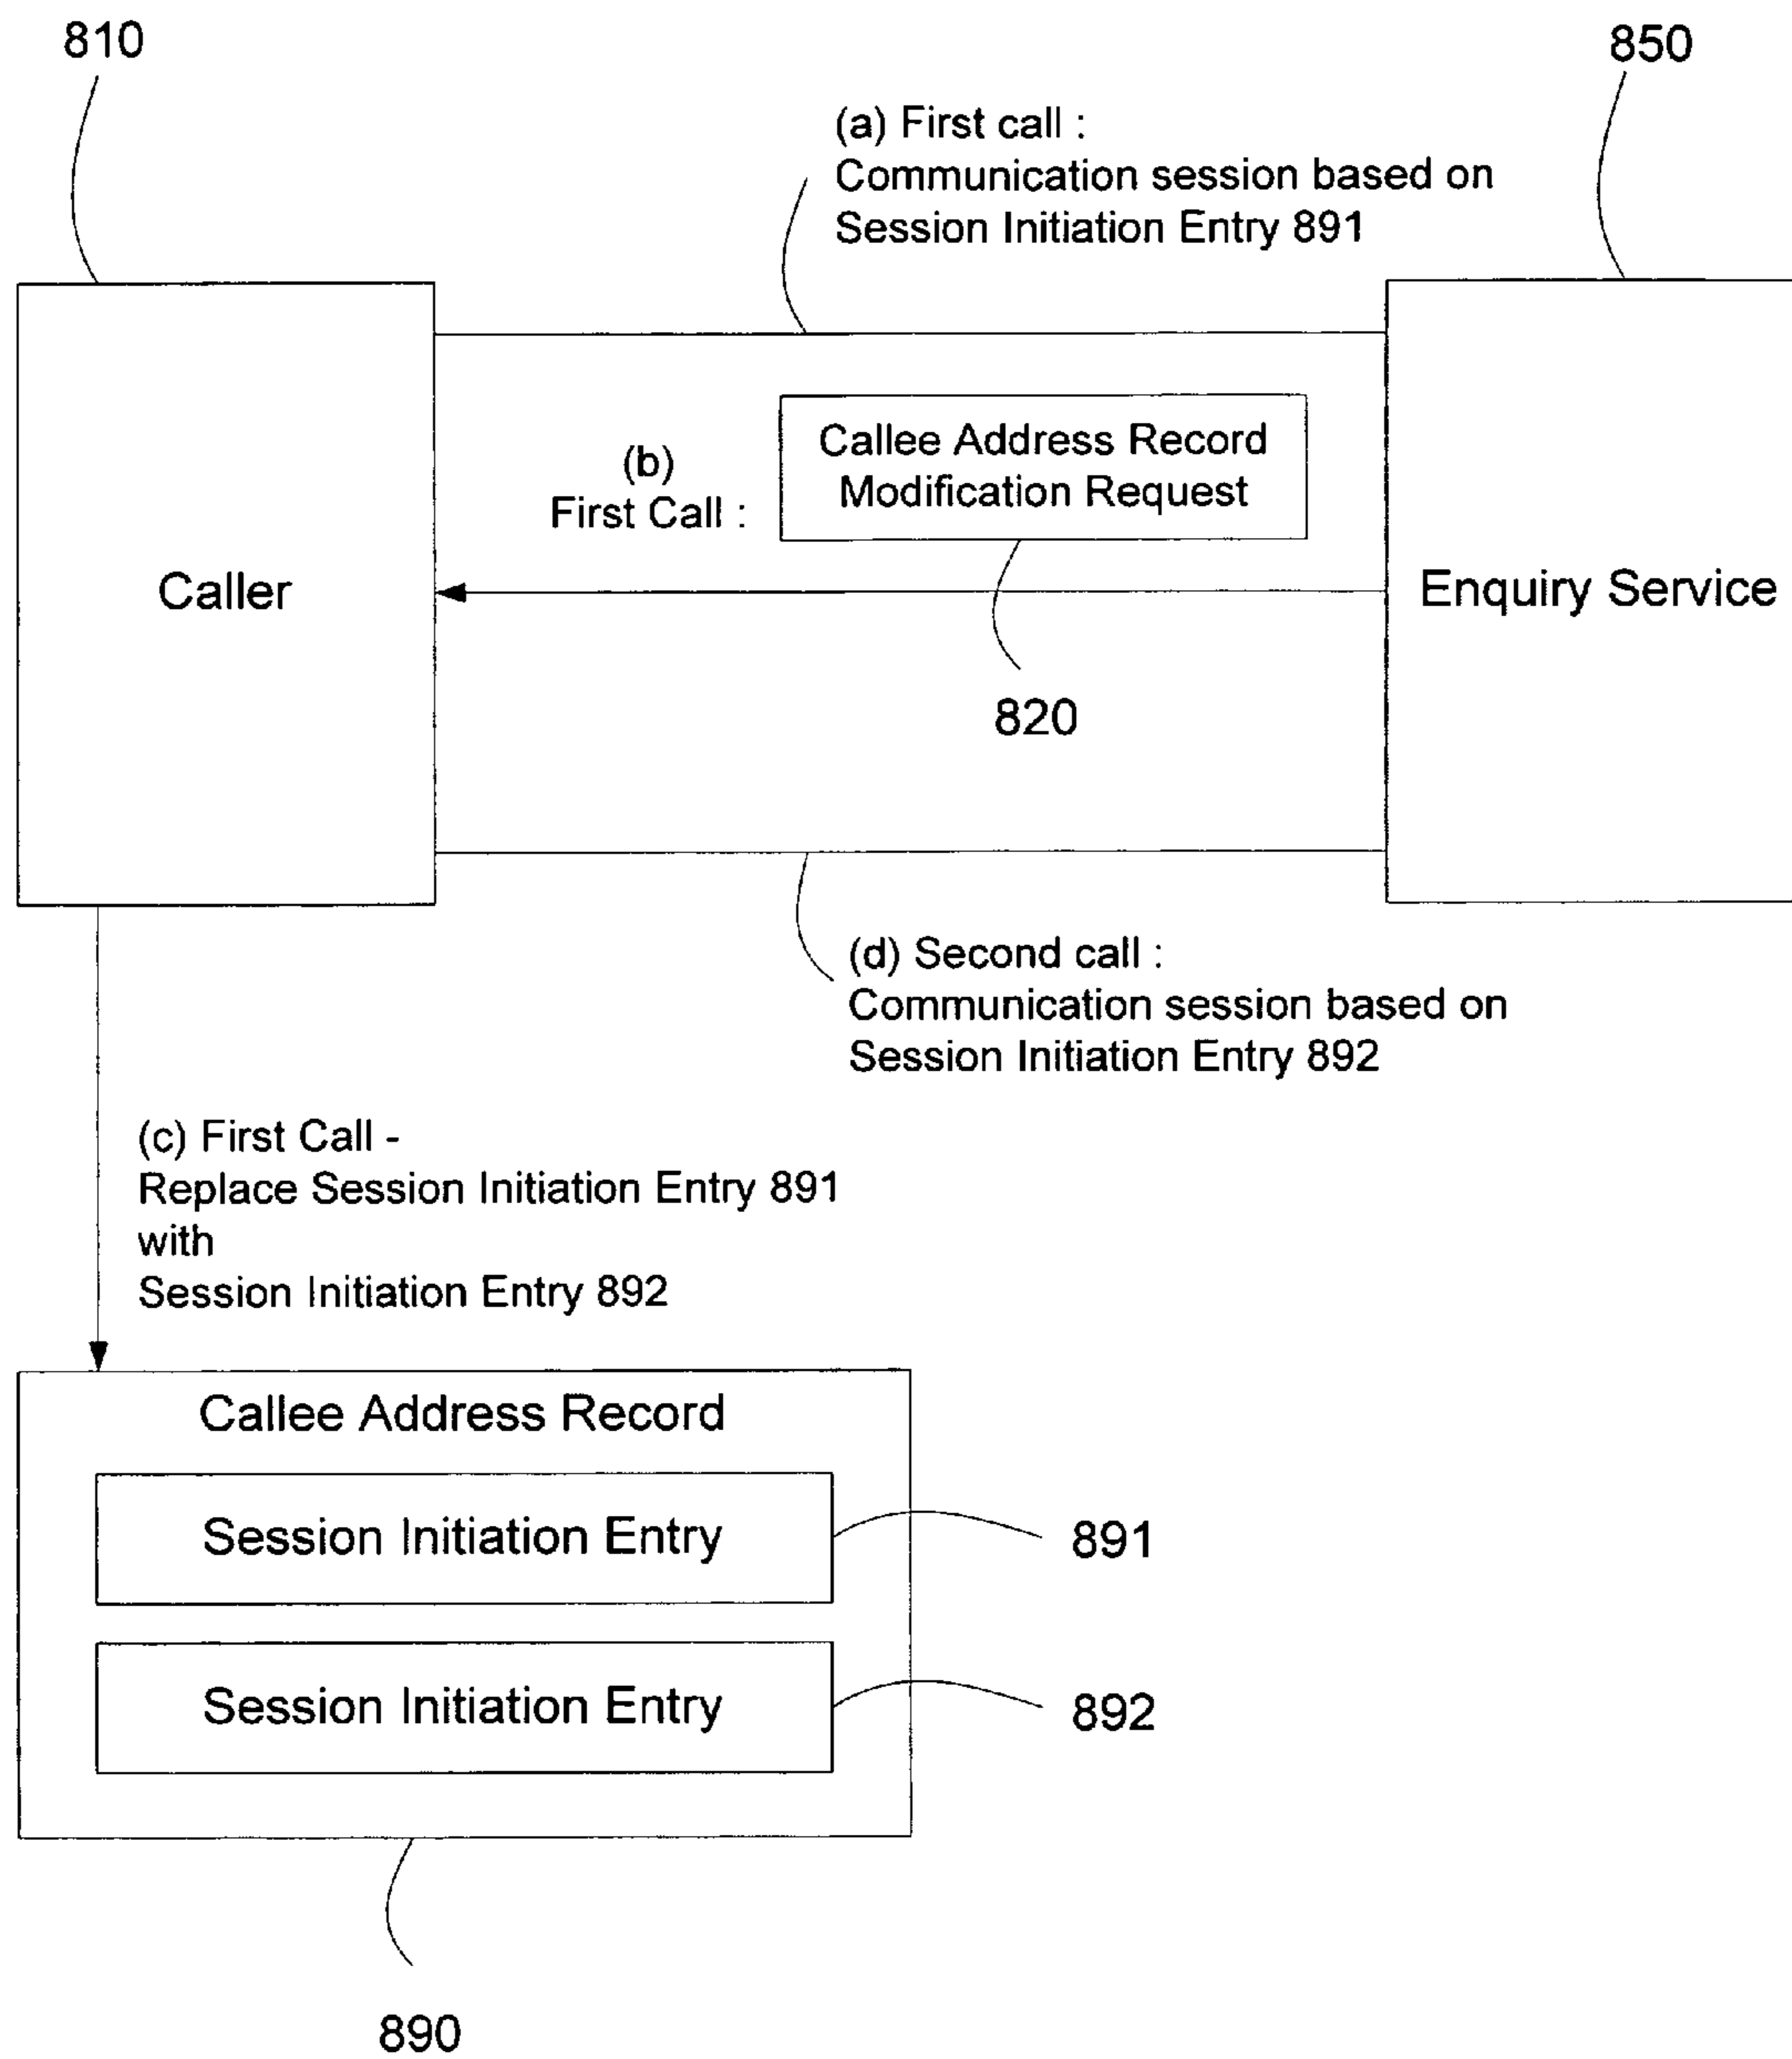 810
850
(a) First call :
Communication session based on
Session Initiation Entry 891
Callee Address Record
Modification Request
(b)
First Call :
Caller
Enquiry Service
820
(d) Second call :
Communication session based on
Session Initiation Entry 892
(c) First Call -
Replace Session Initiation Entry 891
with
Session Initiation Entry 892
Callee Address Record
Session Initiation Entry
891
Session Initiation Entry
892
890